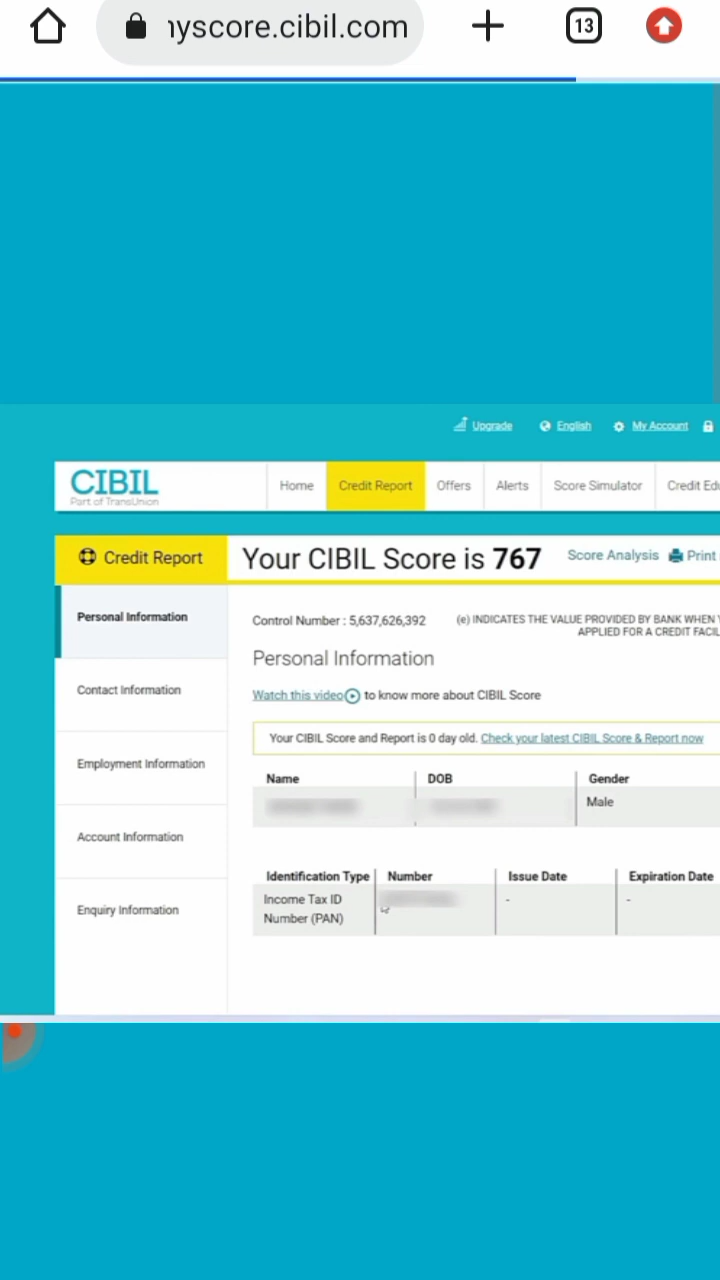 yscore.cibil.com
13
Upgrade English My Account
CIBIL
Part of TransUnion
Home Credit Report Offers Alerts Score Simulator Credit Edu
Credit Report
Your CIBIL Score is 767
Score Analysis Print
Personal Information
Contact Information
Employment Information
Account Information
Enquiry Information
Control Number : 5,637,626,392
(e) INDICATES THE VALUE PROVIDED BY BANK WHEN Y
APPLIED FOR A CREDIT FACIL
Personal Information
Watch this video to know more about CIBIL Score
Your CIBIL Score and Report is 0 day old. Check your latest CIBIL Score & Report now
Name DOB Gender
Male
Identification Type Number Issue Date Expiration Date
Income Tax ID - -
Number (PAN)